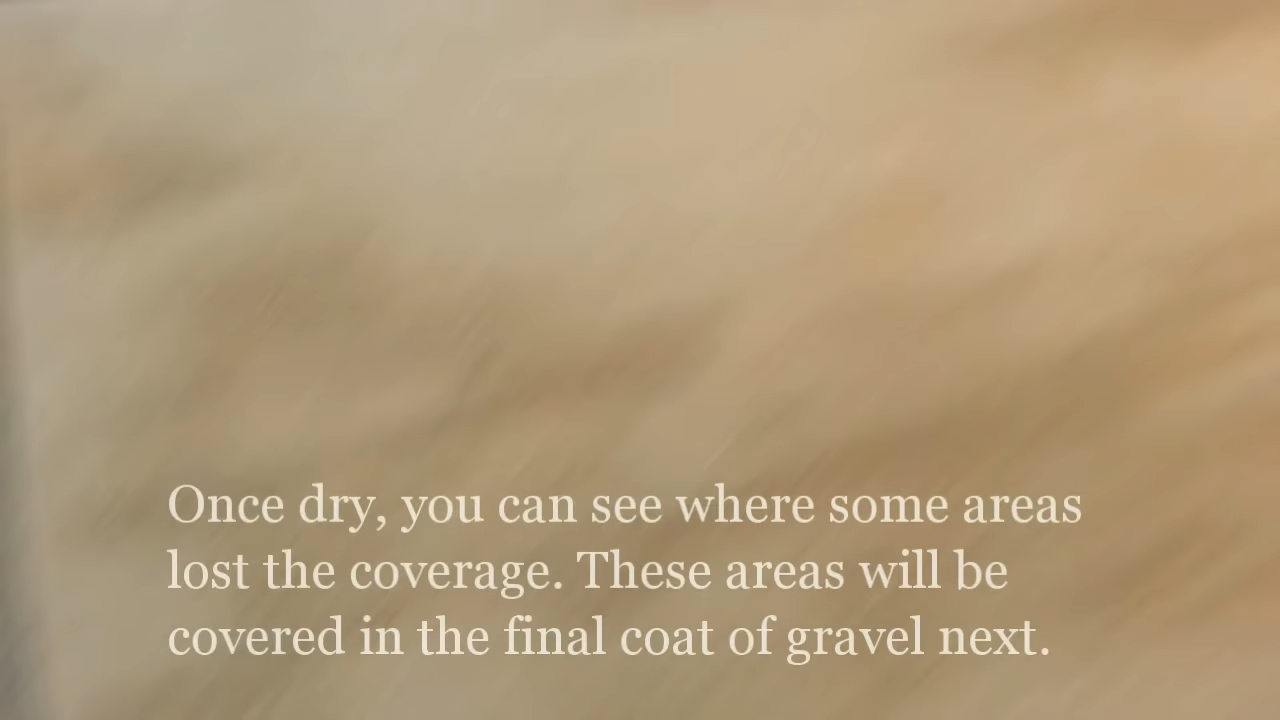 Once dry, you can see where some areas
lost the coverage. These areas will be
covered in the final coat of gravel next.